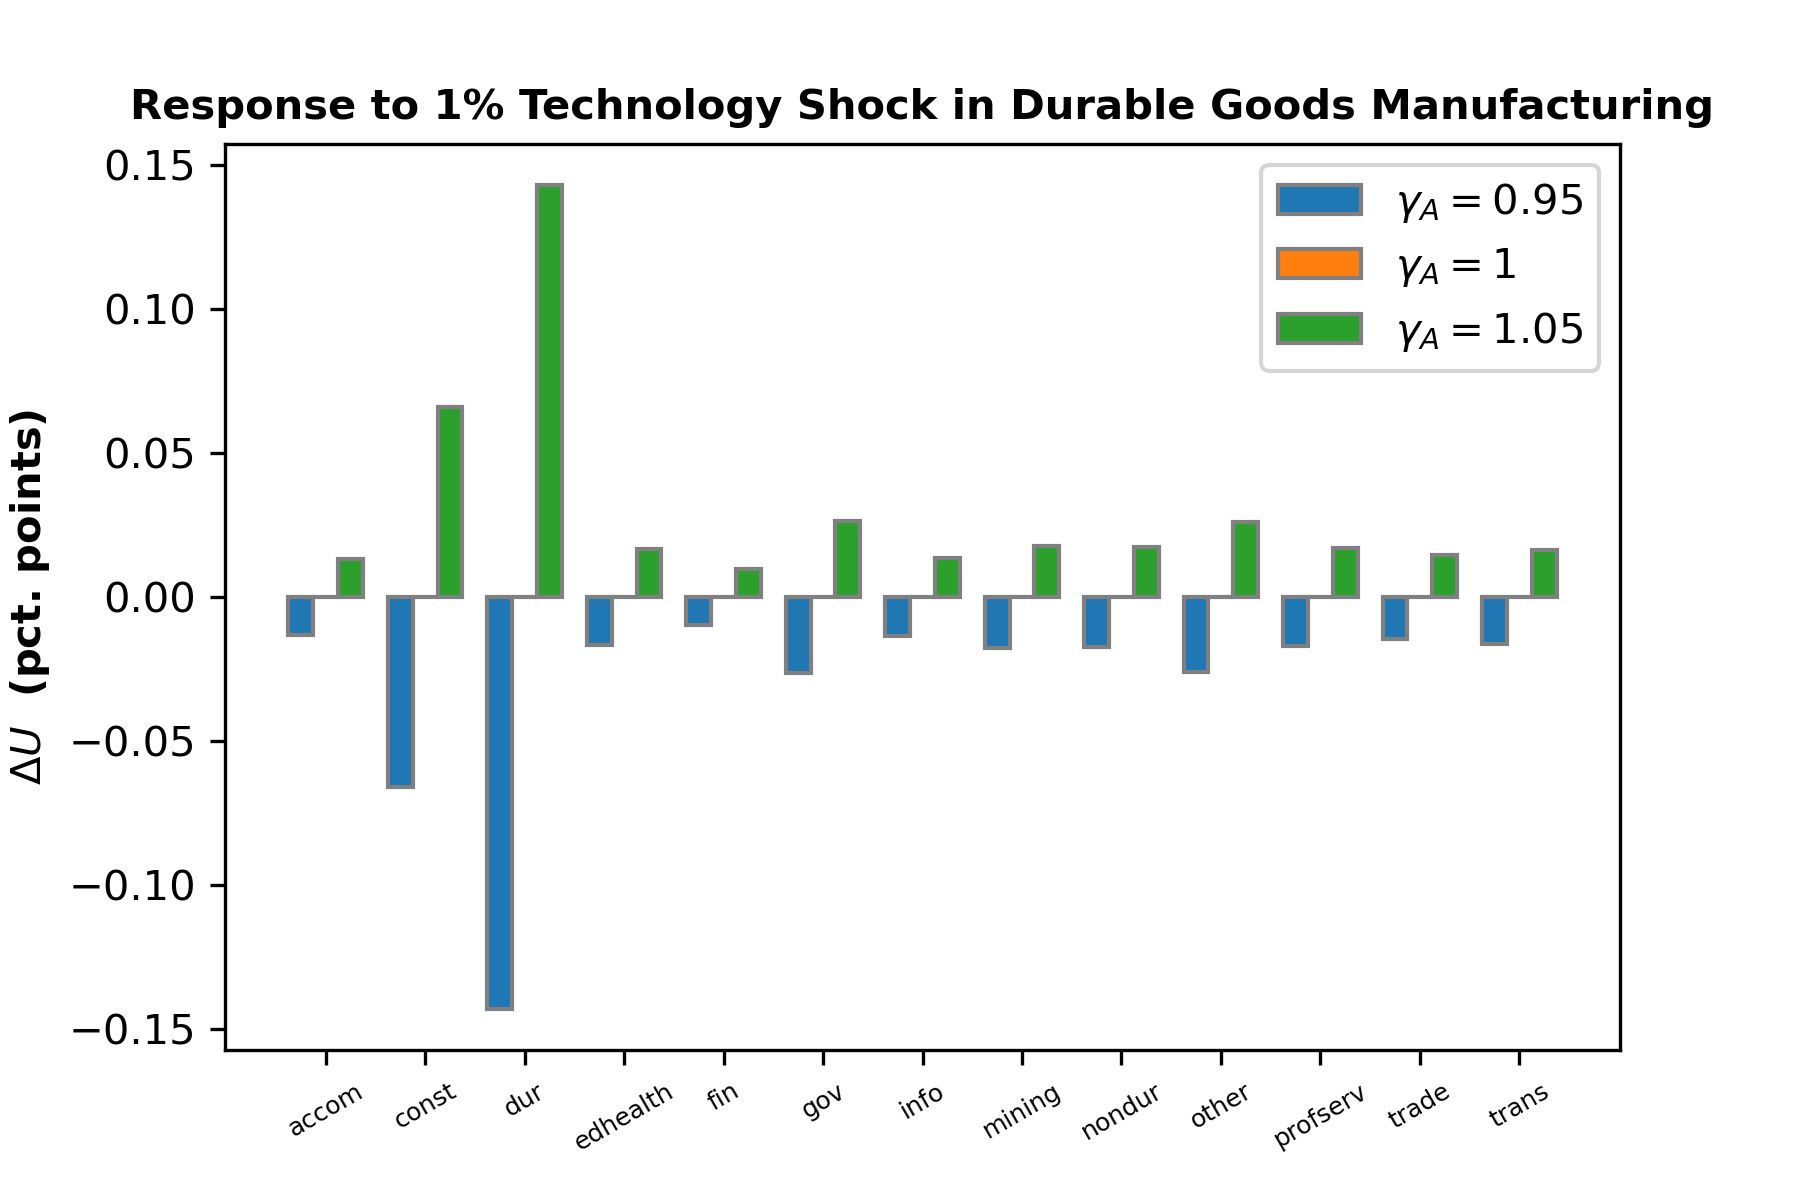 Response to 1% Technology Shock in Durable Goods Manufacturing
ΔU (pct. points)
0.15
0.10
0.05
0.00
−0.05
−0.10
−0.15
γA = 0.95
γA = 1
γA = 1.05
accom
const
dur
edhealth
fin
gov
info
mining
nondur
other
profserv
trade
trans